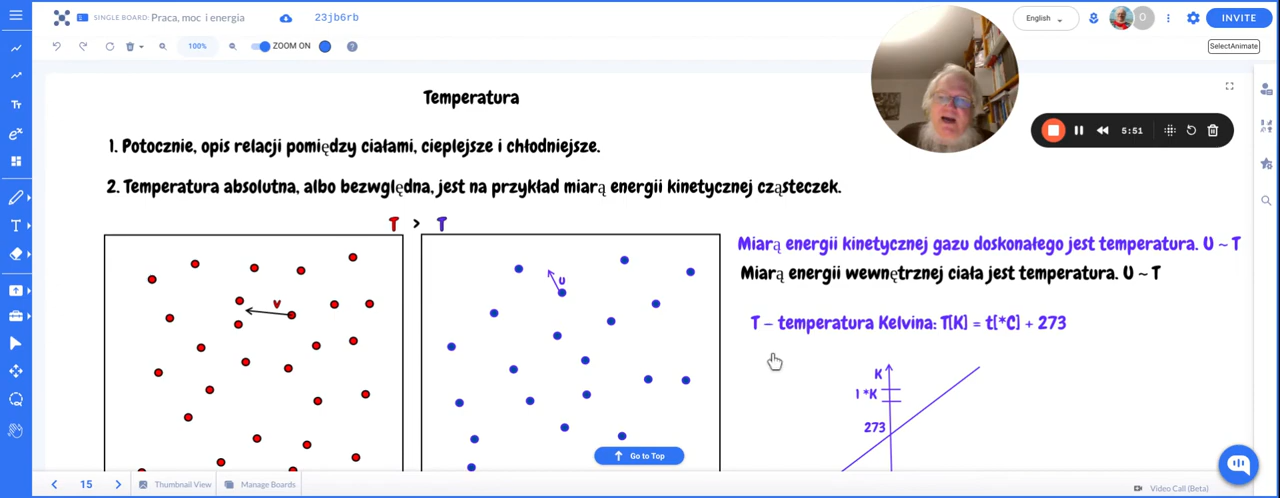 SINGLE BOARD: Praca, moc i energia
23jb6rb
English
O
INVITE
100%
ZOOM ON
SelectAnimate
Temperatura
5:51
1. Potocznie, opis relacji pomiędzy ciałami, cieplejsze i chłodniejsze.
2. Temperatura absolutna, albo bezwględna, jest na przykład miarą energii kinetycznej cząsteczek.
T > T
Miarą energii kinetycznej gazu doskonałego jest temperatura. U ~ T
Miarą energii wewnętrznej ciała jest temperatura. U ~ T
v
u
T – temperatura Kelvina: T[K] = t[*C] + 273
K
1 *K
273
Go to Top
15
Thumbnail View
Manage Boards
Video Call (Beta)
Tr
eˣ
T